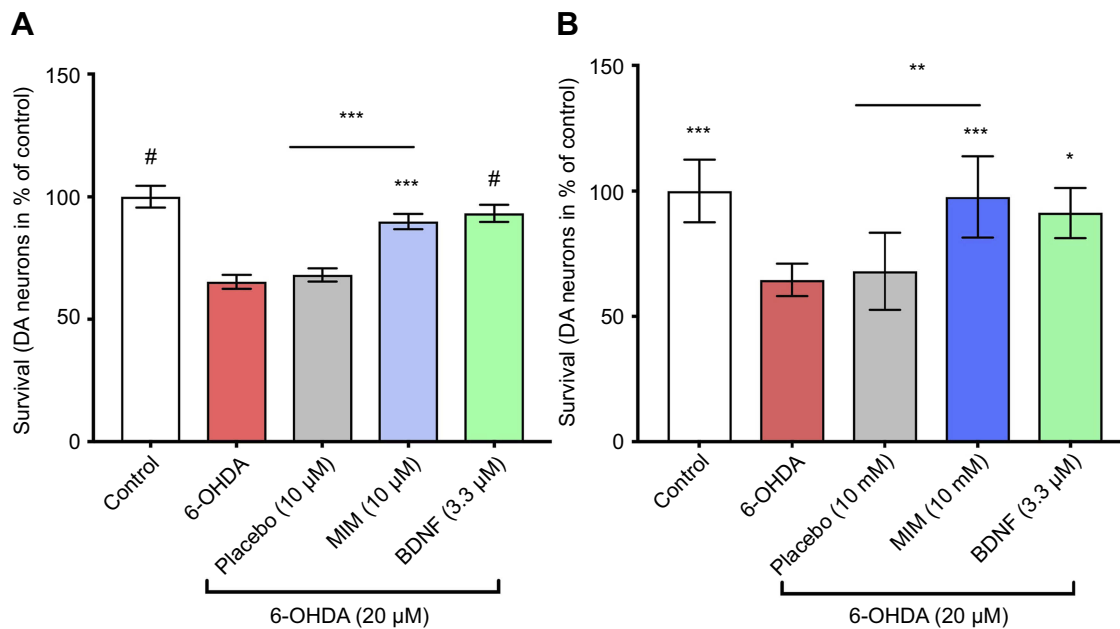 A
Survival (DA neurons in % of control)
150
100
50
0
#
***
***
#
Control
6-OHDA
Placebo (10 µM)
MIM (10 µM)
BDNF (3.3 µM)
6-OHDA (20 µM)
B
Survival (DA neurons in % of control)
150
100
50
0
***
**
***
*
Control
6-OHDA
Placebo (10 mM)
MIM (10 mM)
BDNF (3.3 µM)
6-OHDA (20 µM)